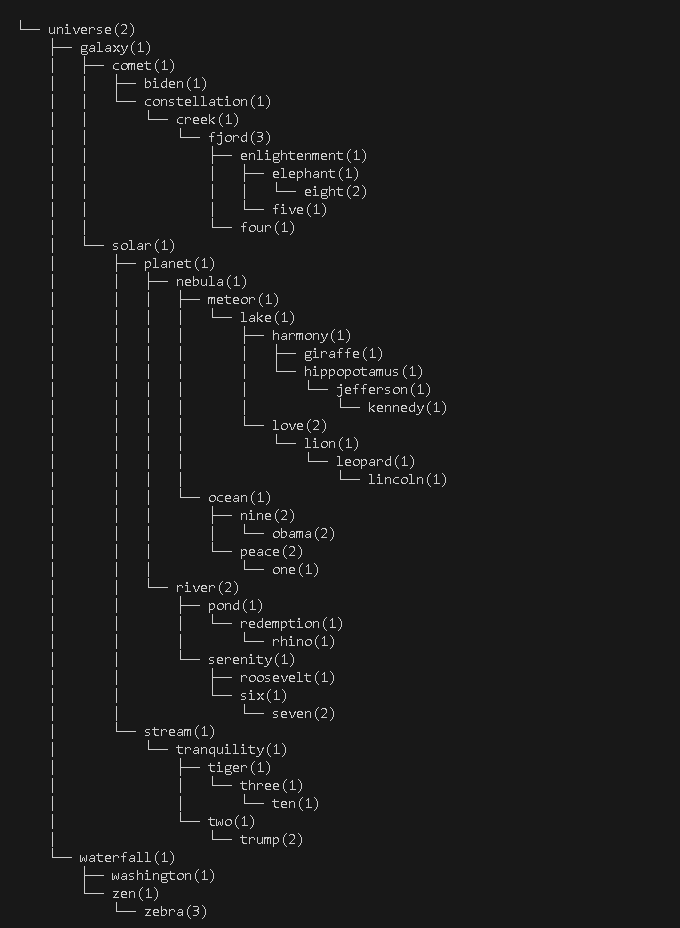 └── universe(2)
    ├── galaxy(1)
    │   ├── comet(1)
    │   │   ├── biden(1)
    │   │   └── constellation(1)
    │   │       └── creek(1)
    │   │           └── fjord(3)
    │   │               ├── enlightenment(1)
    │   │               │   ├── elephant(1)
    │   │               │   │   └── eight(2)
    │   │               │   └── five(1)
    │   │               └── four(1)
    │   └── solar(1)
    │       ├── planet(1)
    │       │   ├── nebula(1)
    │       │   │   ├── meteor(1)
    │       │   │   │   └── lake(1)
    │       │   │   │       ├── harmony(1)
    │       │   │   │       │   ├── giraffe(1)
    │       │   │   │       │   └── hippopotamus(1)
    │       │   │   │       │       └── jefferson(1)
    │       │   │   │       │           └── kennedy(1)
    │       │   │   │       └── love(2)
    │       │   │   │           └── lion(1)
    │       │   │   │               └── leopard(1)
    │       │   │   │                   └── lincoln(1)
    │       │   │   └── ocean(1)
    │       │   │       ├── nine(2)
    │       │   │       │   └── obama(2)
    │       │   │       └── peace(2)
    │       │   │           └── one(1)
    │       │   └── river(2)
    │       │       ├── pond(1)
    │       │       │   └── redemption(1)
    │       │       │       └── rhino(1)
    │       │       └── serenity(1)
    │       │           ├── roosevelt(1)
    │       │           └── six(1)
    │       │               └── seven(2)
    │       └── stream(1)
    │           └── tranquility(1)
    │               ├── tiger(1)
    │               │   └── three(1)
    │               │       └── ten(1)
    │               └── two(1)
    │                   └── trump(2)
    └── waterfall(1)
        ├── washington(1)
        └── zen(1)
            └── zebra(3)